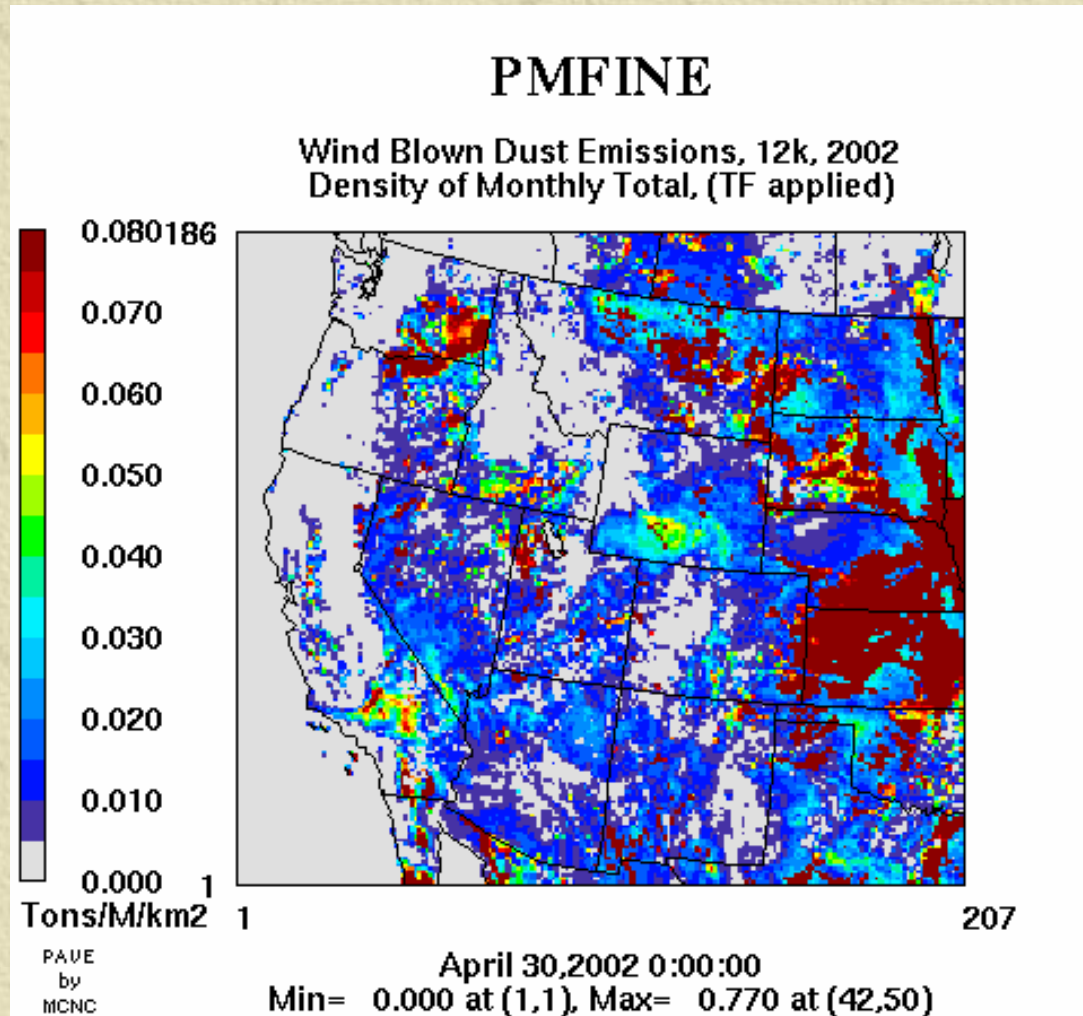 PMFINE
Wind Blown Dust Emissions, 12k, 2002
Density of Monthly Total, (TF applied)
0.080 186
0.070
0.060
0.050
0.040
0.030
0.020
0.010
0.000 1
Tons/M/km2 1 207
PAVE
by
MCNC
April 30,2002 0:00:00
Min= 0.000 at (1,1), Max= 0.770 at (42,50)